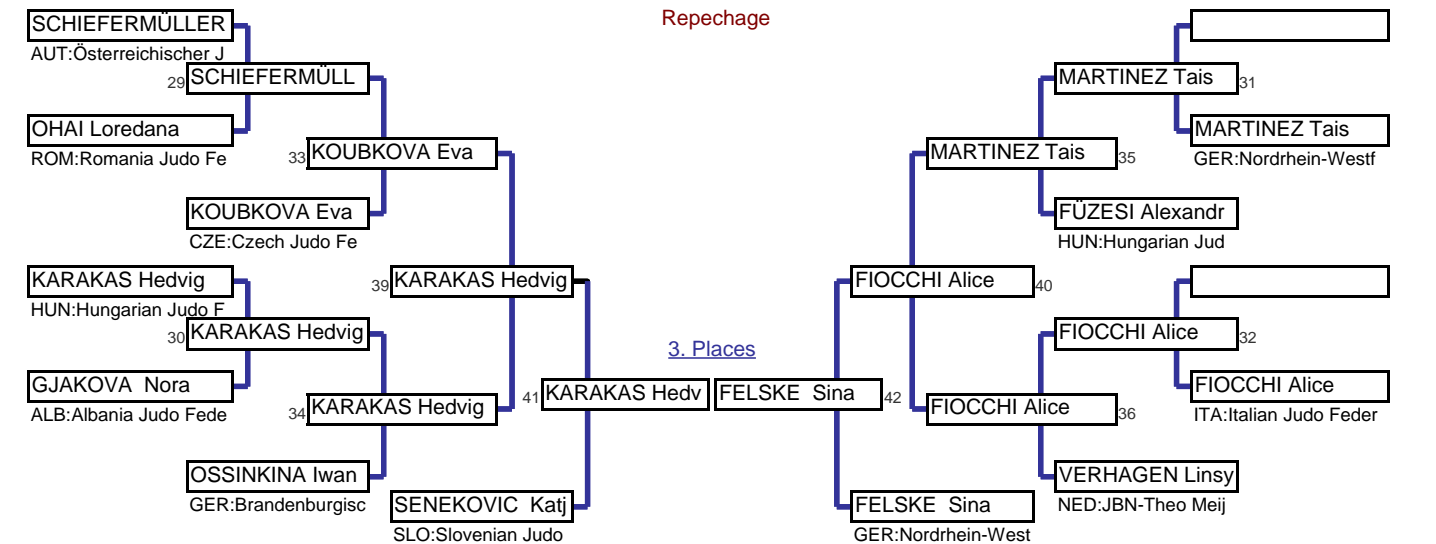 Repechage
SCHIEFERMÜLLER
AUT:Österreichischer J
29 SCHIEFERMÜLL
OHAI Loredana
ROM:Romania Judo Fe
33 KOUBKOVA Eva
KOUBKOVA Eva
CZE:Czech Judo Fe
KARAKAS Hedvig
HUN:Hungarian Judo F
39 KARAKAS Hedvig
30 KARAKAS Hedvig
GJAKOVA Nora
ALB:Albania Judo Fede
34 KARAKAS Hedvig
OSSINKINA Iwan
GER:Brandenburgisc
SENEKOVIC Katj
SLO:Slovenian Judo
3. Places
41 KARAKAS Hedv
FELSKE Sina 42
MARTINEZ Tais 31
MARTINEZ Tais
GER:Nordrhein-Westf
MARTINEZ Tais 35
FÜZESI Alexandr
HUN:Hungarian Jud
FIOCCHI Alice 40
FIOCCHI Alice 32
FIOCCHI Alice
ITA:Italian Judo Feder
FIOCCHI Alice 36
VERHAGEN Linsy
NED:JBN-Theo Meij
FELSKE Sina
GER:Nordrhein-West